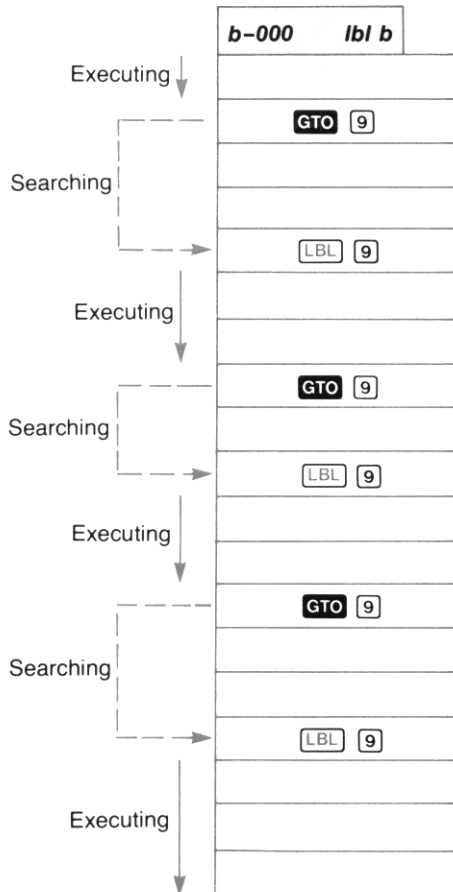 b–000 lbl b
Executing
GTO 9
Searching
LBL 9
Executing
GTO 9
Searching
LBL 9
Executing
GTO 9
Searching
LBL 9
Executing